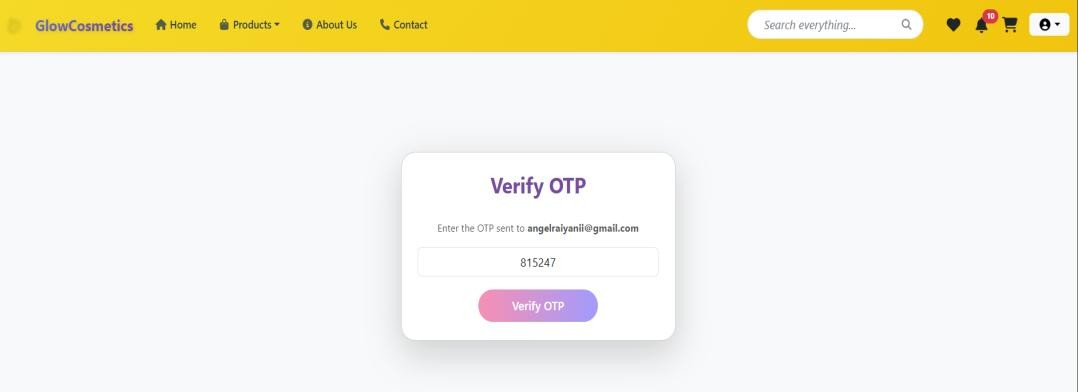 GlowCosmetics Home Products About Us Contact Search everything... 10
Verify OTP
Enter the OTP sent to angelraiyanii@gmail.com
815247
Verify OTP